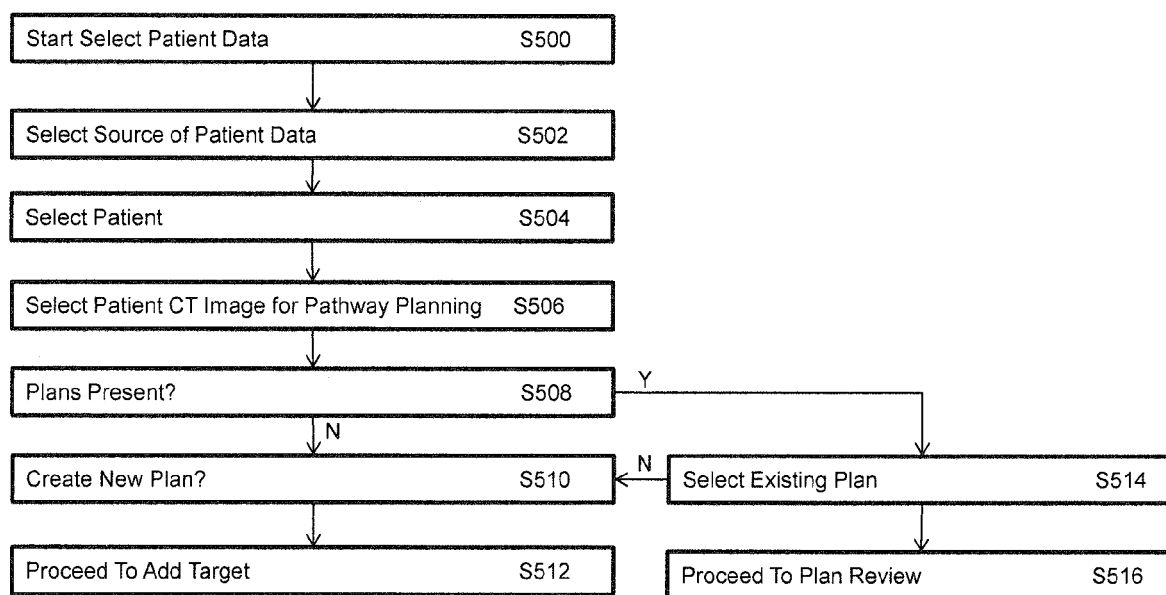 Start Select Patient Data S500
Select Source of Patient Data S502
Select Patient S504
Select Patient CT Image for Pathway Planning S506
Plans Present? S508
Y
N
Create New Plan? S510
N
Select Existing Plan S514
Proceed To Add Target S512
Proceed To Plan Review S516